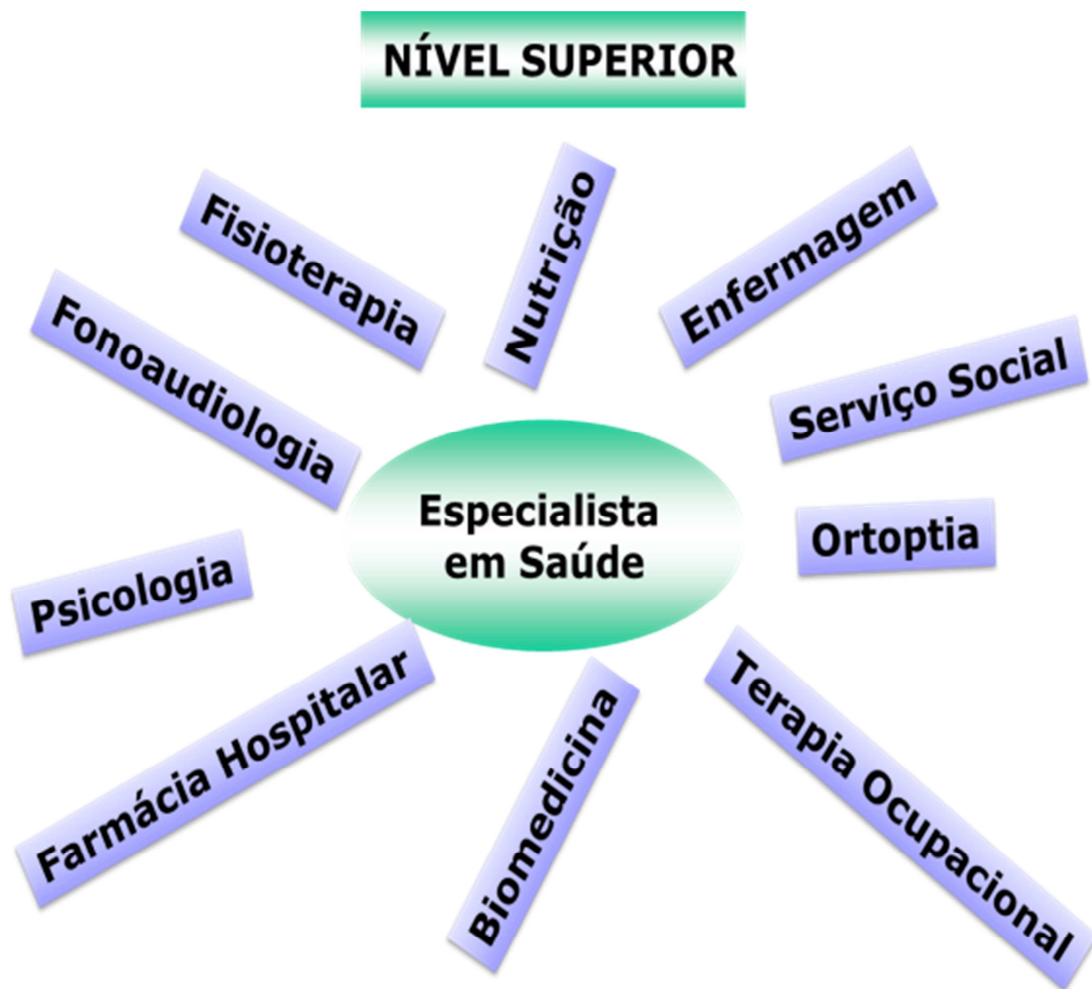 NÍVEL SUPERIOR
Nutrição
Enfermagem
Fisioterapia
Fonoaudiologia
Serviço Social
Especialista
em Saúde
Ortoptia
Psicologia
Farmácia Hospitalar
Biomedicina
Terapia Ocupacional